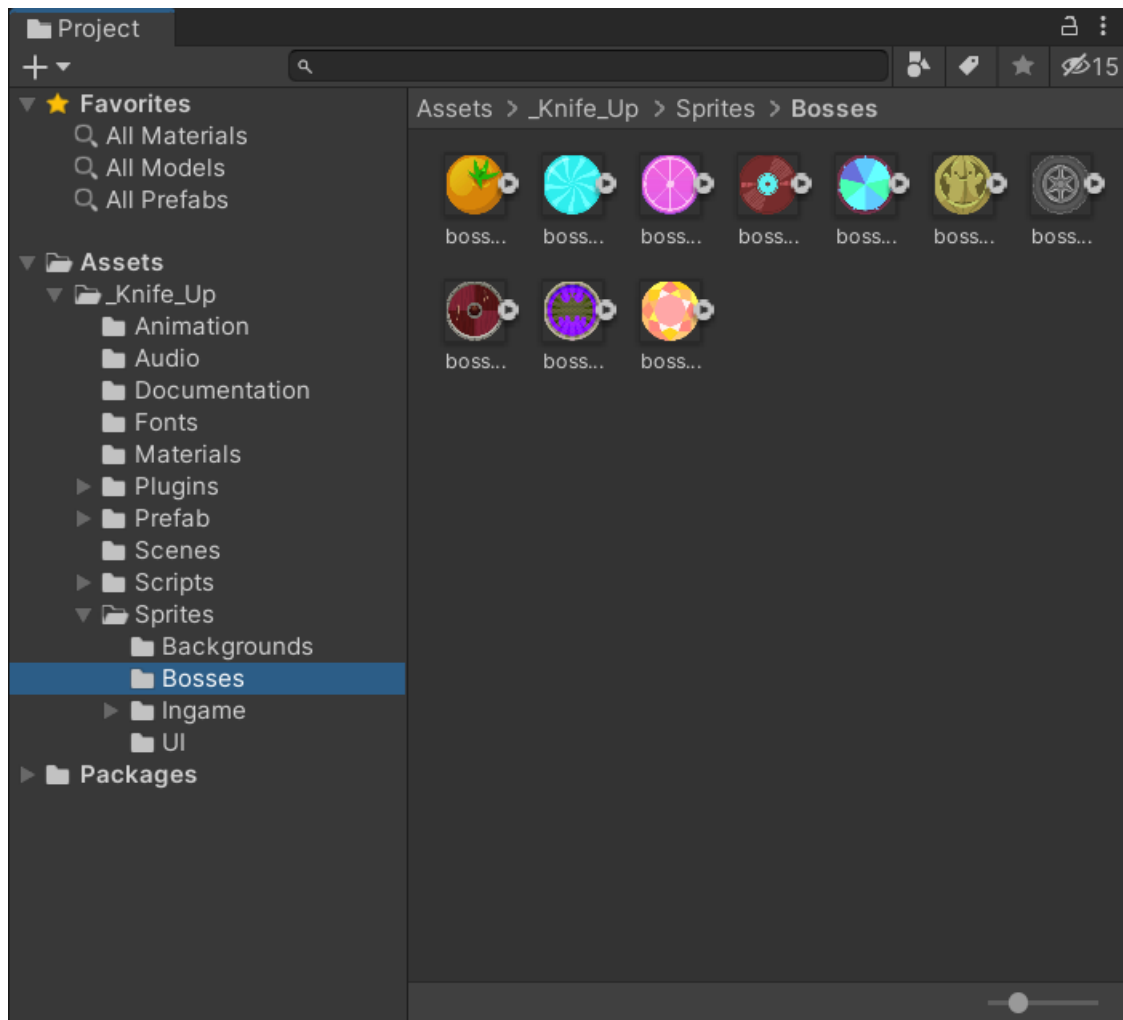 Project
15
Favorites
All Materials
All Models
All Prefabs
Assets
_Knife_Up
Animation
Audio
Documentation
Fonts
Materials
Plugins
Prefab
Scenes
Scripts
Sprites
Backgrounds
Bosses
Ingame
UI
Packages
Assets > _Knife_Up > Sprites > Bosses
boss... boss... boss... boss... boss... boss... boss...
boss... boss... boss...